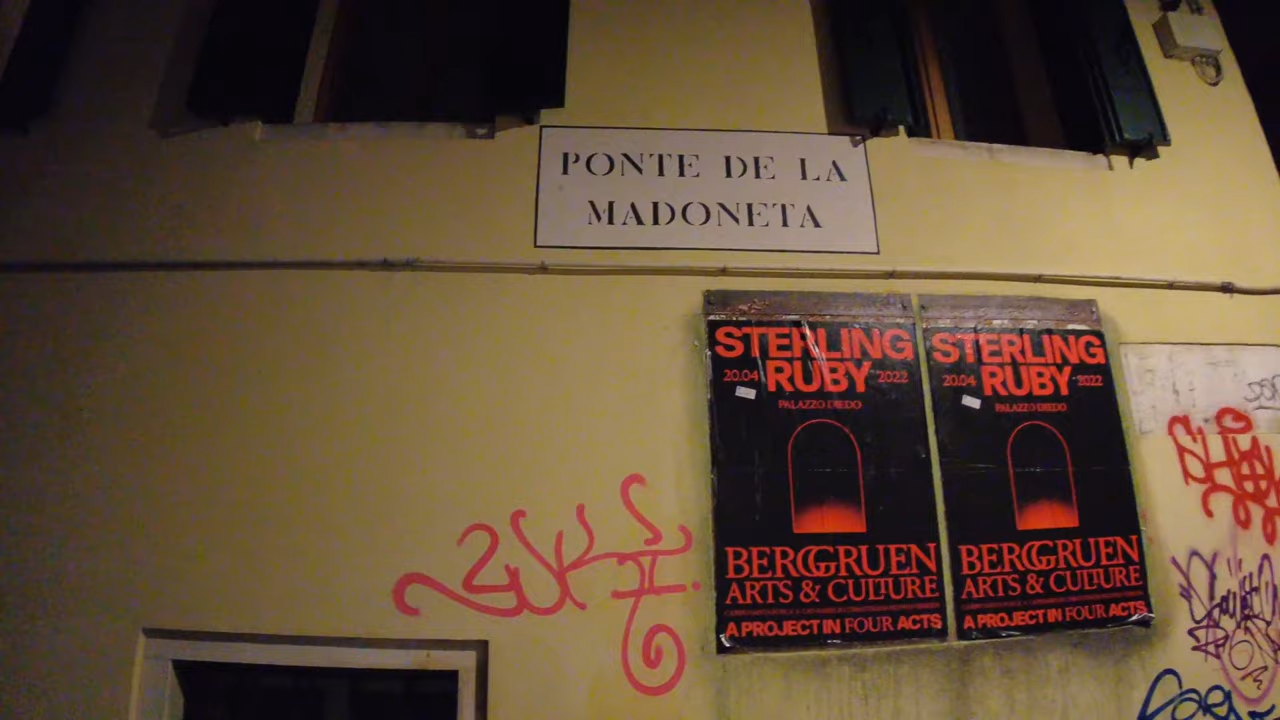 PONTE DE LA
MADONETA
STERLING
20.04 RUBY 2022
PALAZZO DIEDO
BERGGRUEN
ARTS & CULTURE
A PROJECT IN FOUR ACTS
STERLING
20.04 RUBY 2022
PALAZZO DIEDO
BERGGRUEN
ARTS & CULTURE
A PROJECT IN FOUR ACTS